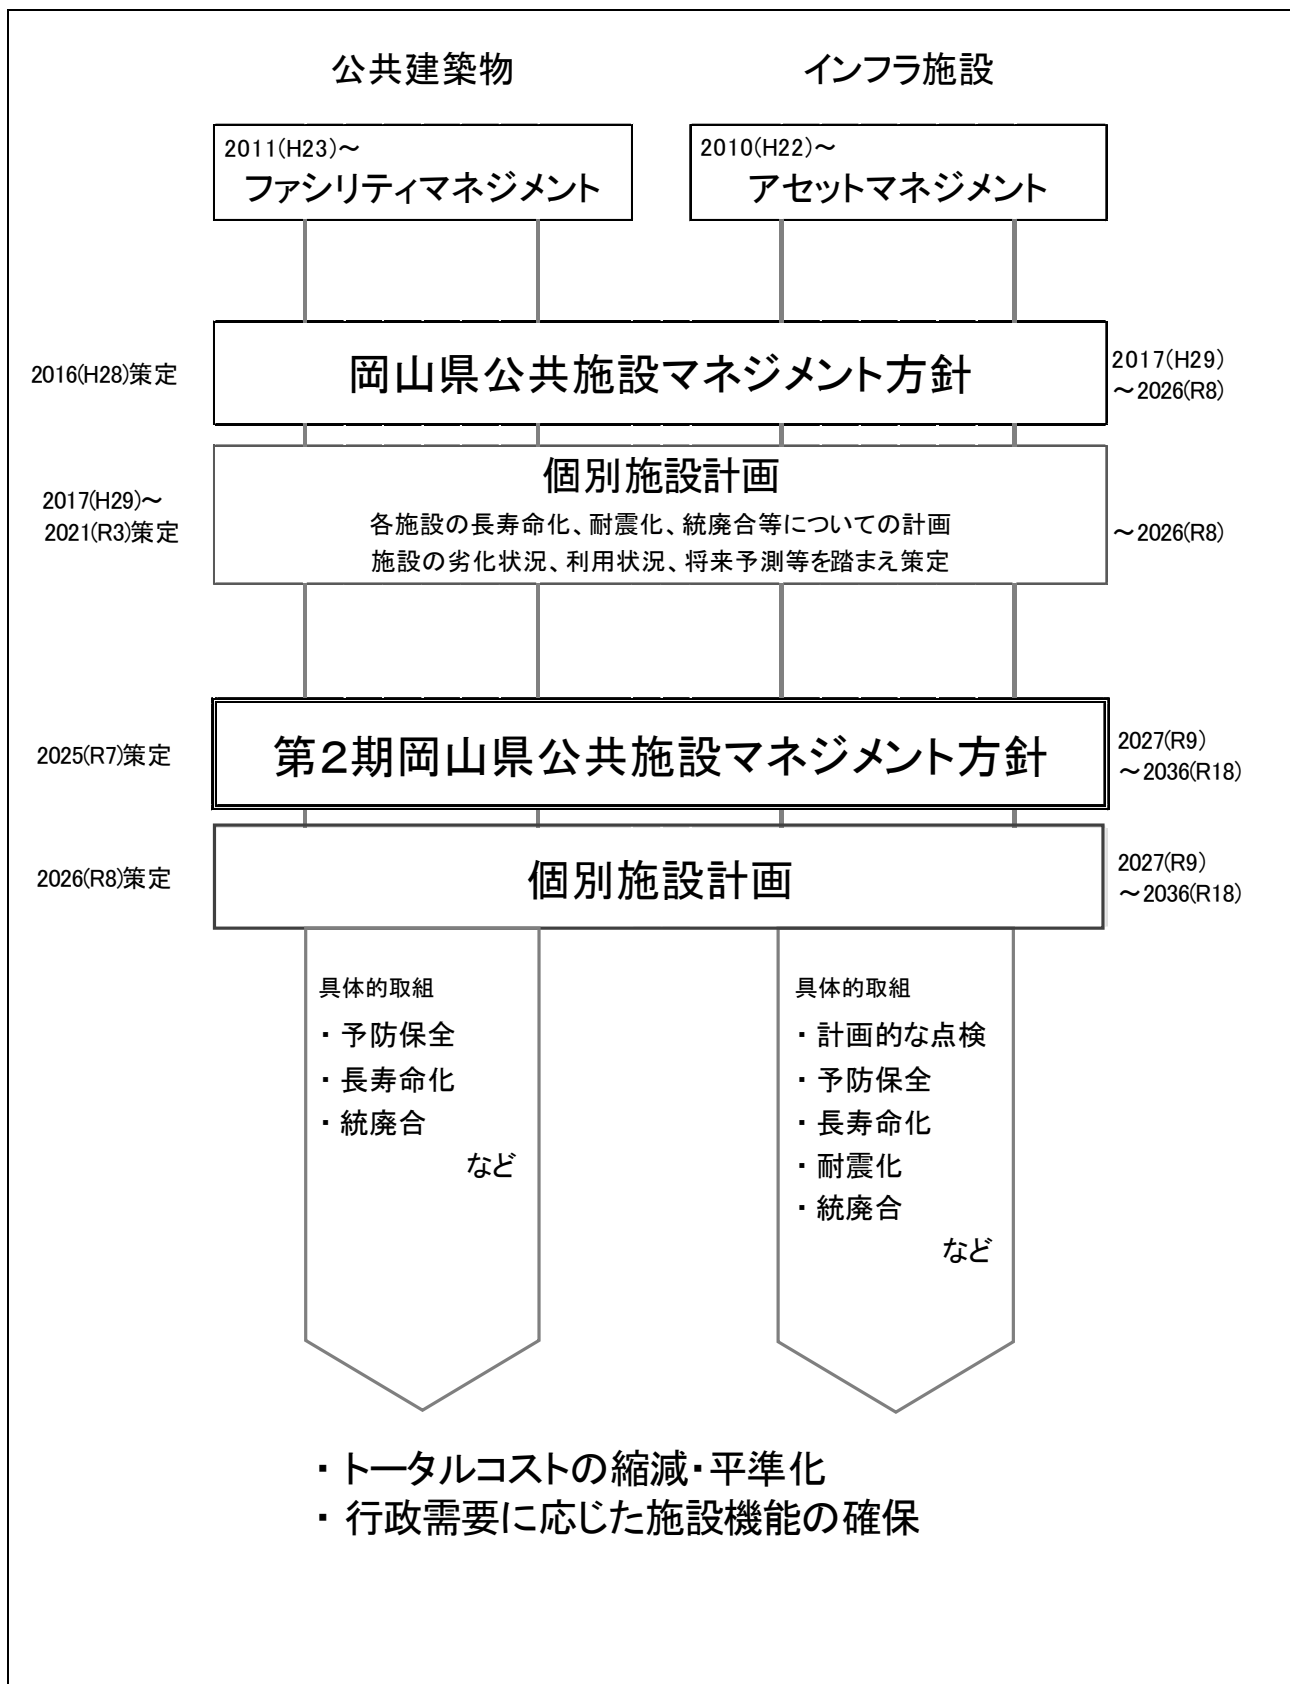 公共建築物
インフラ施設
2011(H23)～
ファシリティマネジメント
2010(H22)～
アセットマネジメント
2016(H28)策定
岡山県公共施設マネジメント方針
2017(H29)
～2026(R8)
2017(H29)～
2021(R3)策定
個別施設計画
各施設の長寿命化、耐震化、統廃合等についての計画
施設の劣化状況、利用状況、将来予測等を踏まえ策定
～2026(R8)
2025(R7)策定
第２期岡山県公共施設マネジメント方針
2027(R9)
～2036(R18)
2026(R8)策定
個別施設計画
2027(R9)
～2036(R18)
具体的取組
・予防保全
・長寿命化
・統廃合
など
具体的取組
・計画的な点検
・予防保全
・長寿命化
・耐震化
・統廃合
など
・トータルコストの縮減・平準化
・行政需要に応じた施設機能の確保